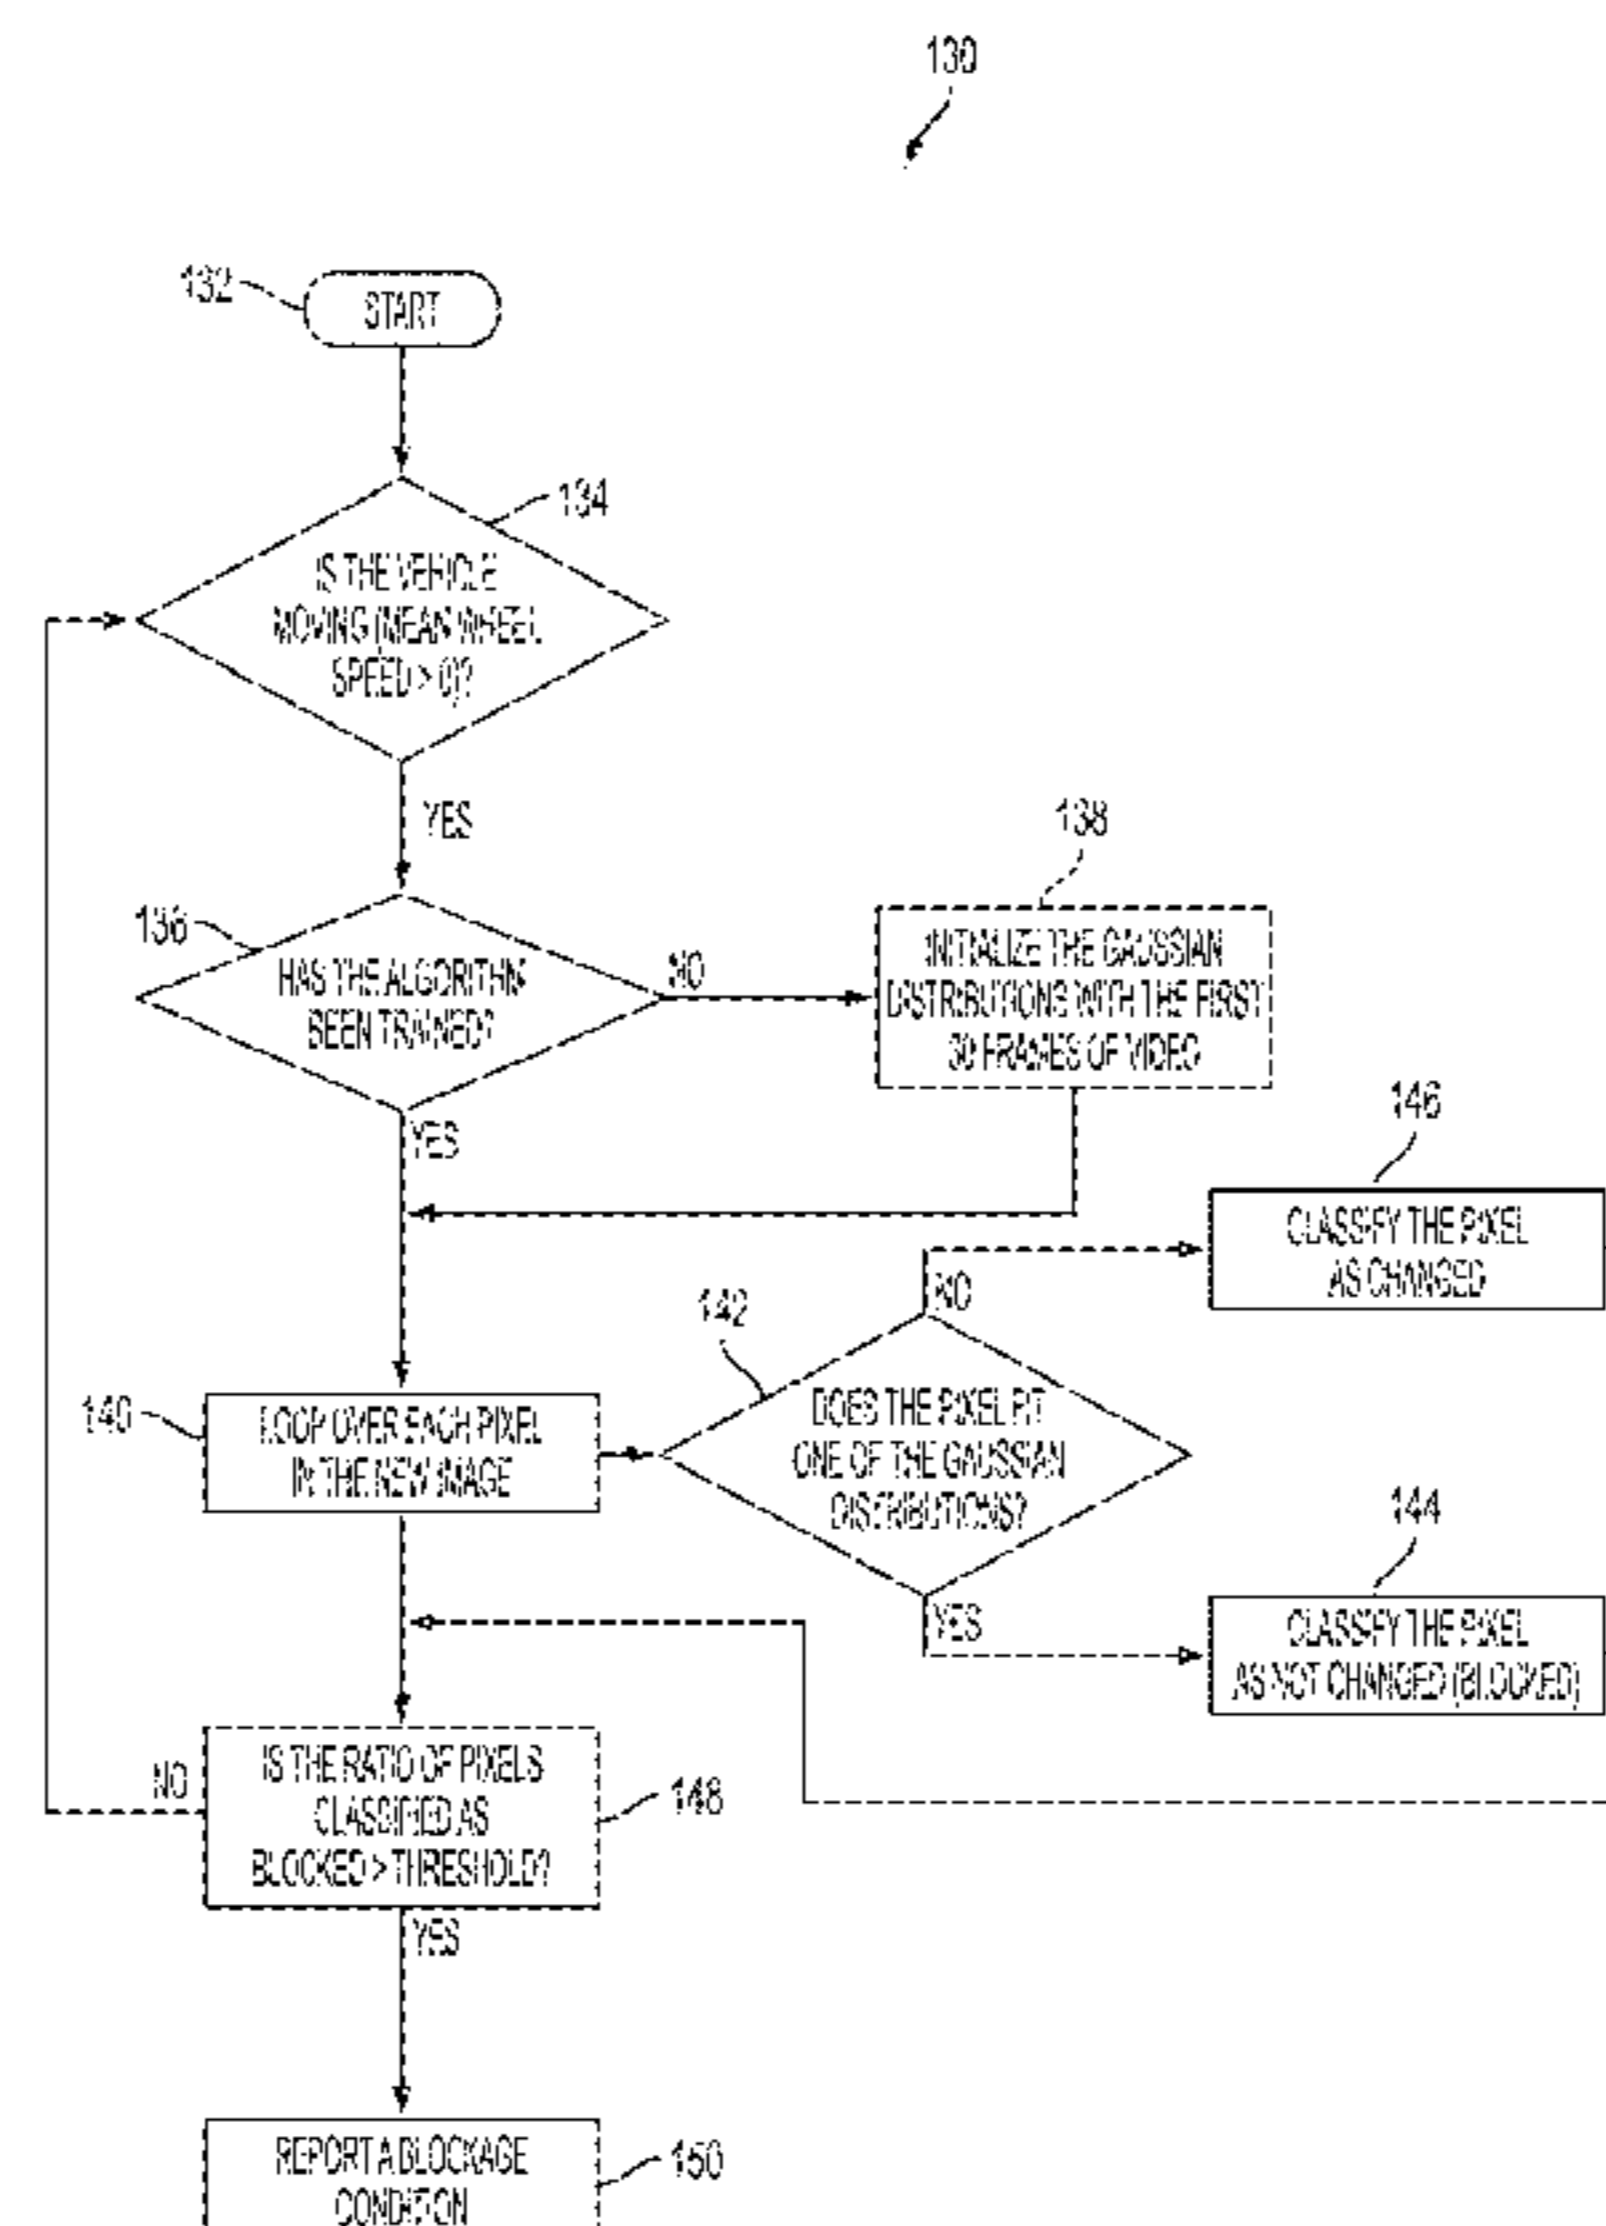 130
132
START
134
IS THE VEHICLE
MOVING (MEAN WHEEL
SPEED > 0)?
YES
136
HAS THE ALGORITHM
BEEN TRAINED?
NO
138
INITIALIZE THE GAUSSIAN
DISTRIBUTIONS WITH THE FIRST
30 FRAMES OF VIDEO
YES
146
CLASSIFY THE PIXEL
AS CHANGED
NO
142
DOES THE PIXEL FIT
ONE OF THE GAUSSIAN
DISTRIBUTIONS?
140
LOOP OVER EACH PIXEL
IN THE NEW IMAGE
YES
144
CLASSIFY THE PIXEL
AS NOT CHANGED (BLOCKED)
NO
IS THE RATIO OF PIXELS
CLASSIFIED AS
BLOCKED > THRESHOLD?
148
YES
REPORT A BLOCKAGE
CONDITION
150